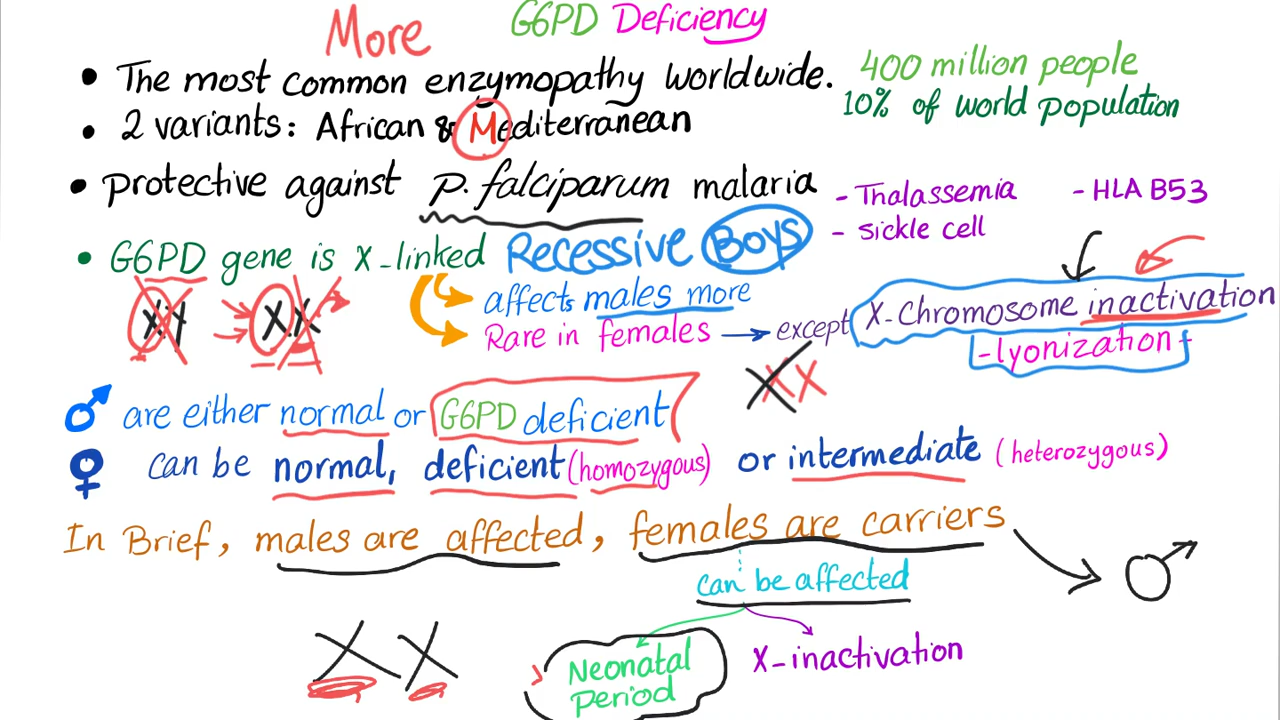 More G6PD Deficiency
• The most common enzymopathy worldwide. 400 million people
10% of world population
• 2 variants: African & Mediterranean
• protective against p. falciparum malaria
- Thalassemia - HLA B53
- sickle cell
• G6PD gene is X-linked Recessive Boys
XY XX
affects males more
Rare in females → except X-Chromosome inactivation
-lyonization-
XX
♂ are either normal or G6PD deficient
♀ can be normal, deficient (homozygous) or intermediate (heterozygous)
In Brief, males are affected, females are carriers
can be affected
♂
X X
Neonatal Period
X-inactivation